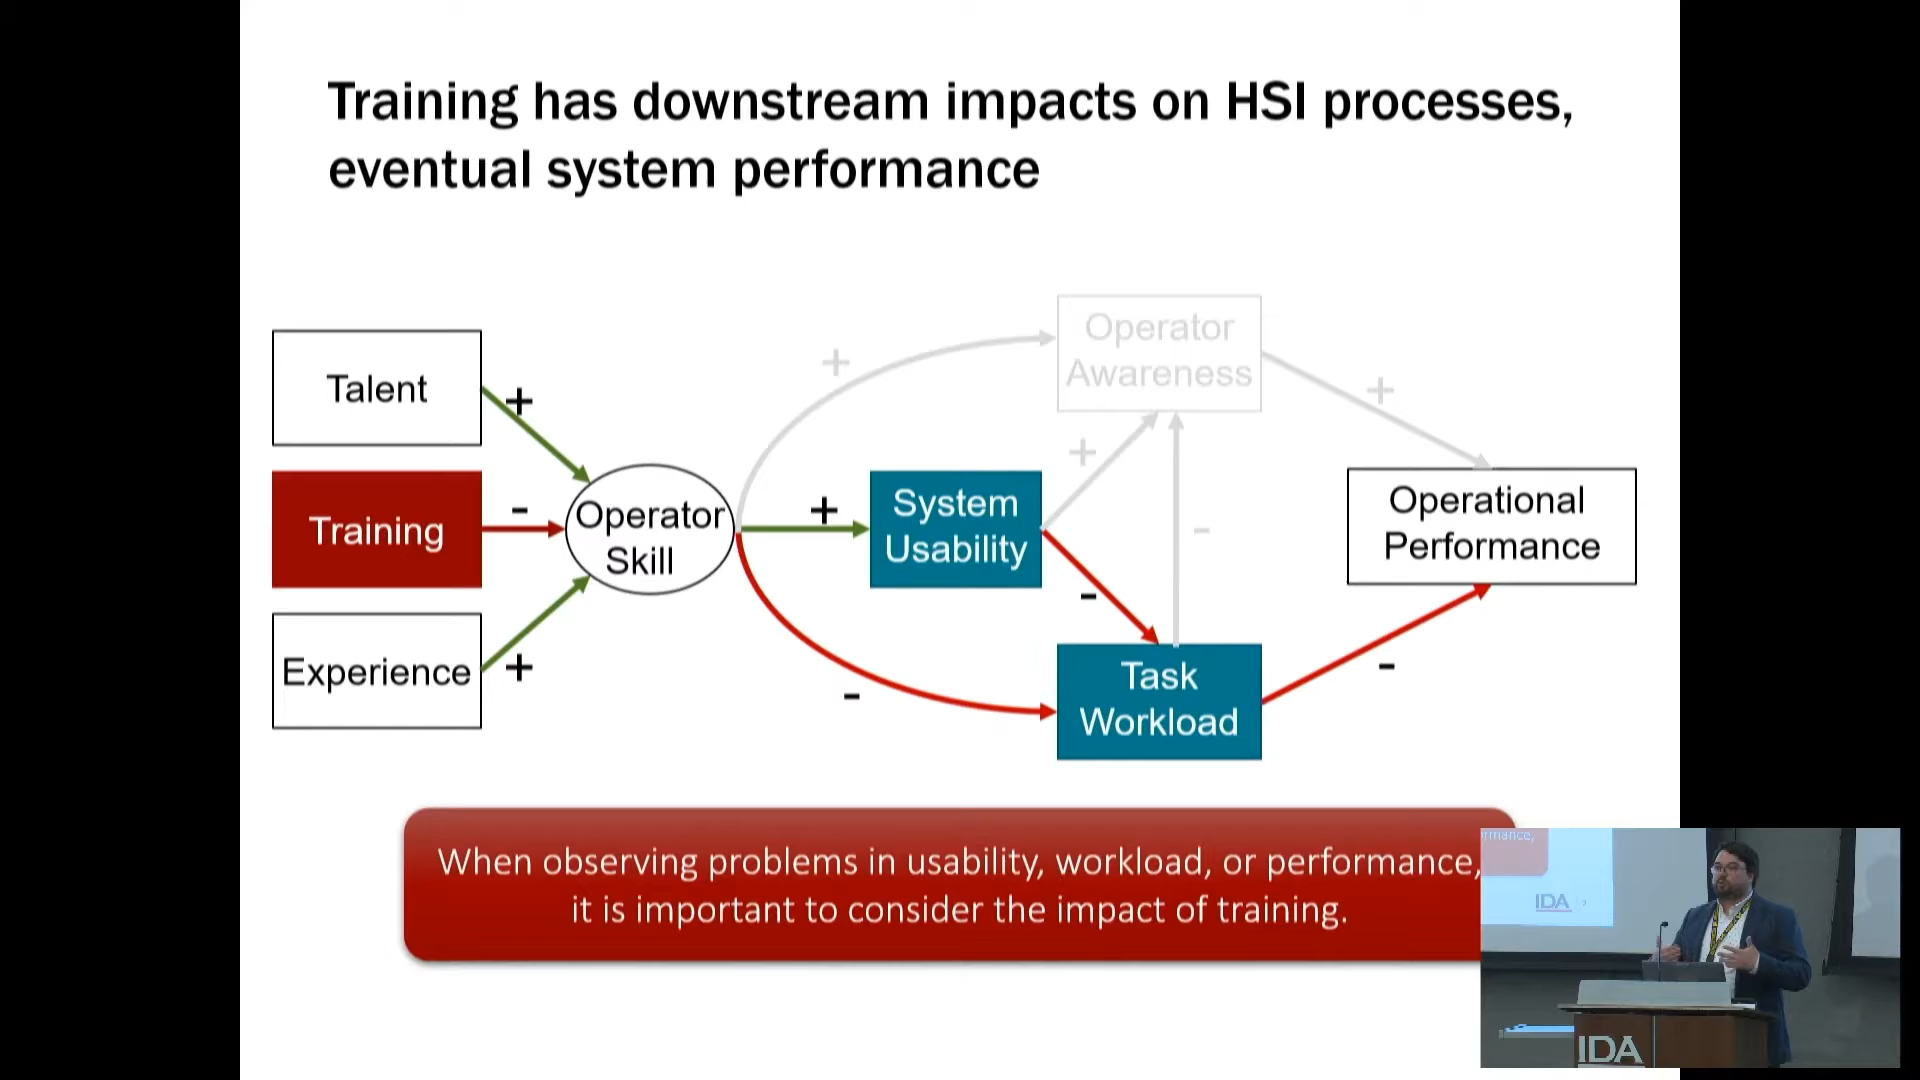 Training has downstream impacts on HSI processes,
eventual system performance
Talent
+
Training
-
Experience
+
Operator
Skill
+
+
-
System
Usability
+
-
Operator
Awareness
-
Task
Workload
+
-
Operational
Performance
When observing problems in usability, workload, or performance,
it is important to consider the impact of training.
rmance,
IDA
IDA